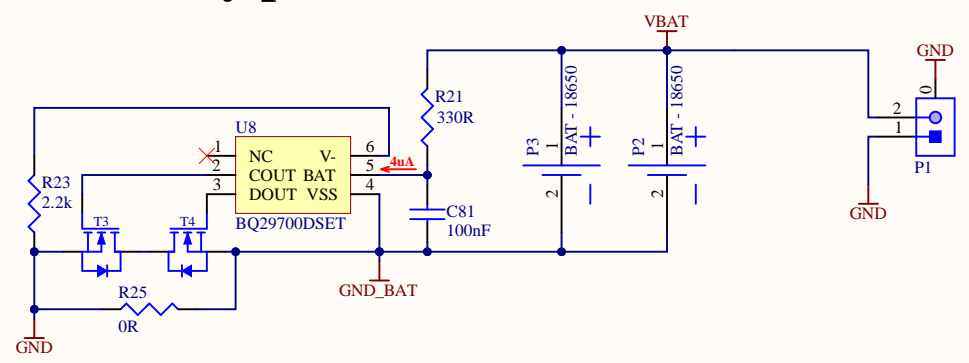 VBAT
GND
0
2
1
P1
GND
R21
330R
P3
BAT - 18650
1
2
P2
BAT - 18650
1
2
U8
1
2
3
NC
COUT
DOUT
V-
BAT
VSS
6
5
4
4uA
BQ29700DSET
R23
2.2k
T3
T4
C81
100nF
R25
0R
GND_BAT
GND